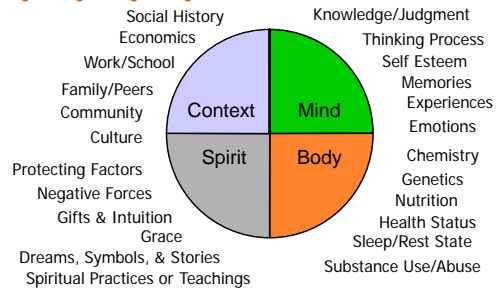 Social History
Economics
Work/School
Family/Peers
Community
Culture
Knowledge/Judgment
Thinking Process
Self Esteem
Memories
Experiences
Emotions
Context
Mind
Spirit
Body
Protecting Factors
Negative Forces
Gifts & Intuition
Grace
Dreams, Symbols, & Stories
Spiritual Practices or Teachings
Chemistry
Genetics
Nutrition
Health Status
Sleep/Rest State
Substance Use/Abuse